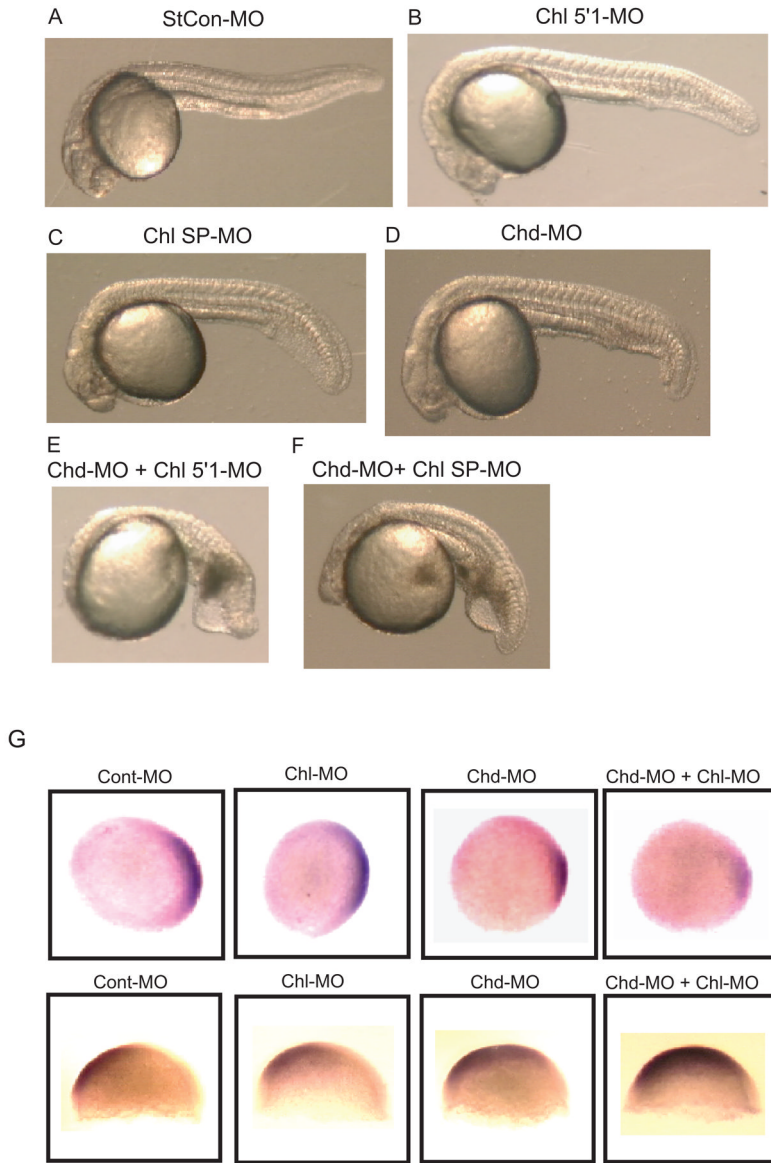 A
StCon-MO
B
Chl 5'1-MO
C
Chl SP-MO
D
Chd-MO
E
Chd-MO + Chl 5'1-MO
F
Chd-MO+ Chl SP-MO
G
Cont-MO
Chl-MO
Chd-MO
Chd-MO + Chl-MO
Cont-MO
Chl-MO
Chd-MO
Chd-MO + Chl-MO